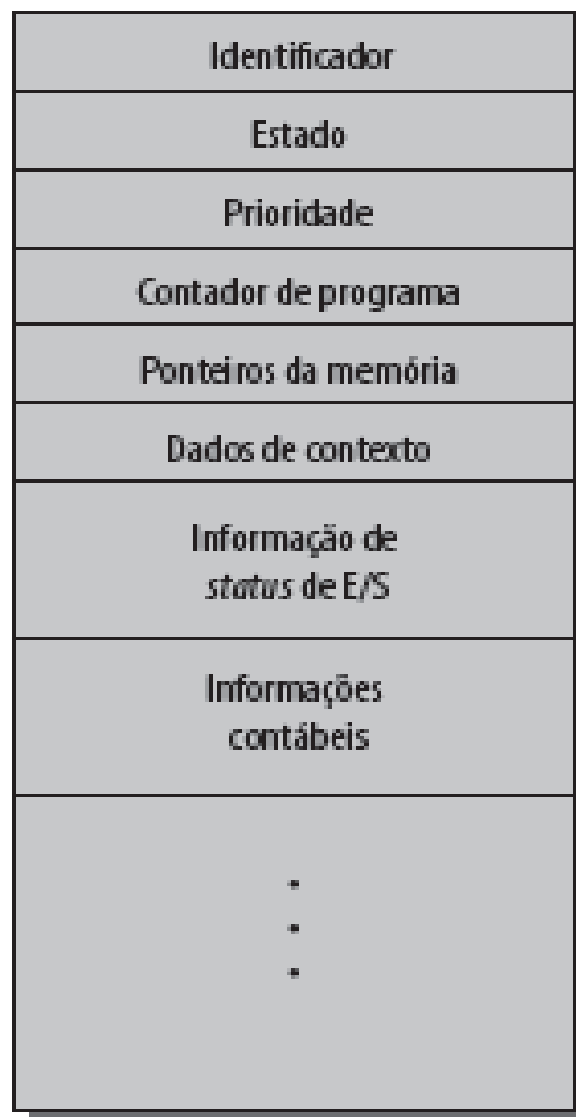 Identificador
Estado
Prioridade
Contador de programa
Ponteiros da memória
Dados de contexto
Informação de
status de E/S
Informações
contábeis
.
.
.